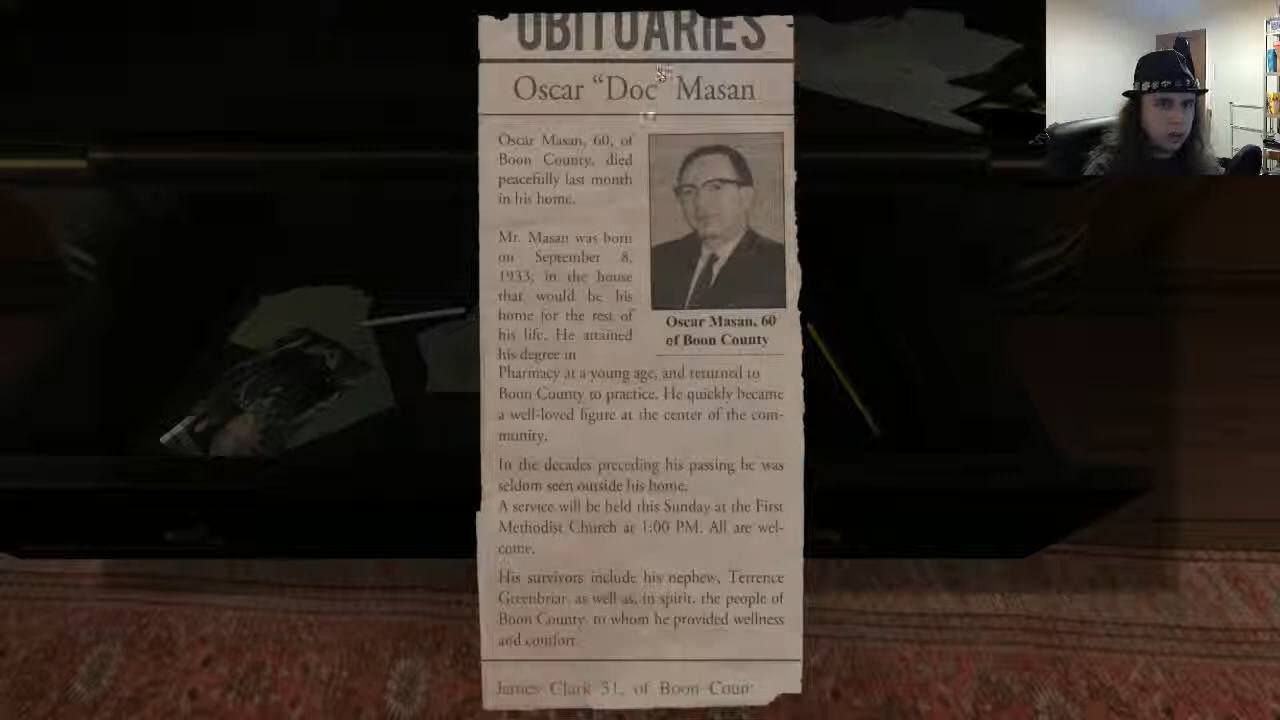 OBITUARIES
Oscar “Doc” Masan
Oscar Masan, 60, of
Boon County, died
peacefully last month
in his home.
Mr. Masan was born
on September 8,
1933, in the house
that would be his
home for the rest of
his life. He attained
his degree in
Pharmacy at a young age, and returned to
Boon County to practice. He quickly became
a well-loved figure at the center of the com-
munity.
Oscar Masan, 60
of Boon County
In the decades preceding his passing he was
seldom seen outside his home.
A service will be held this Sunday at the First
Methodist Church at 1:00 PM. All are wel-
come.
His survivors include his nephew, Terrence
Greenbriar, as well as, in spirit, the people of
Boon County, to whom he provided wellness
and comfort.
James Clark 31, of Boon Coun